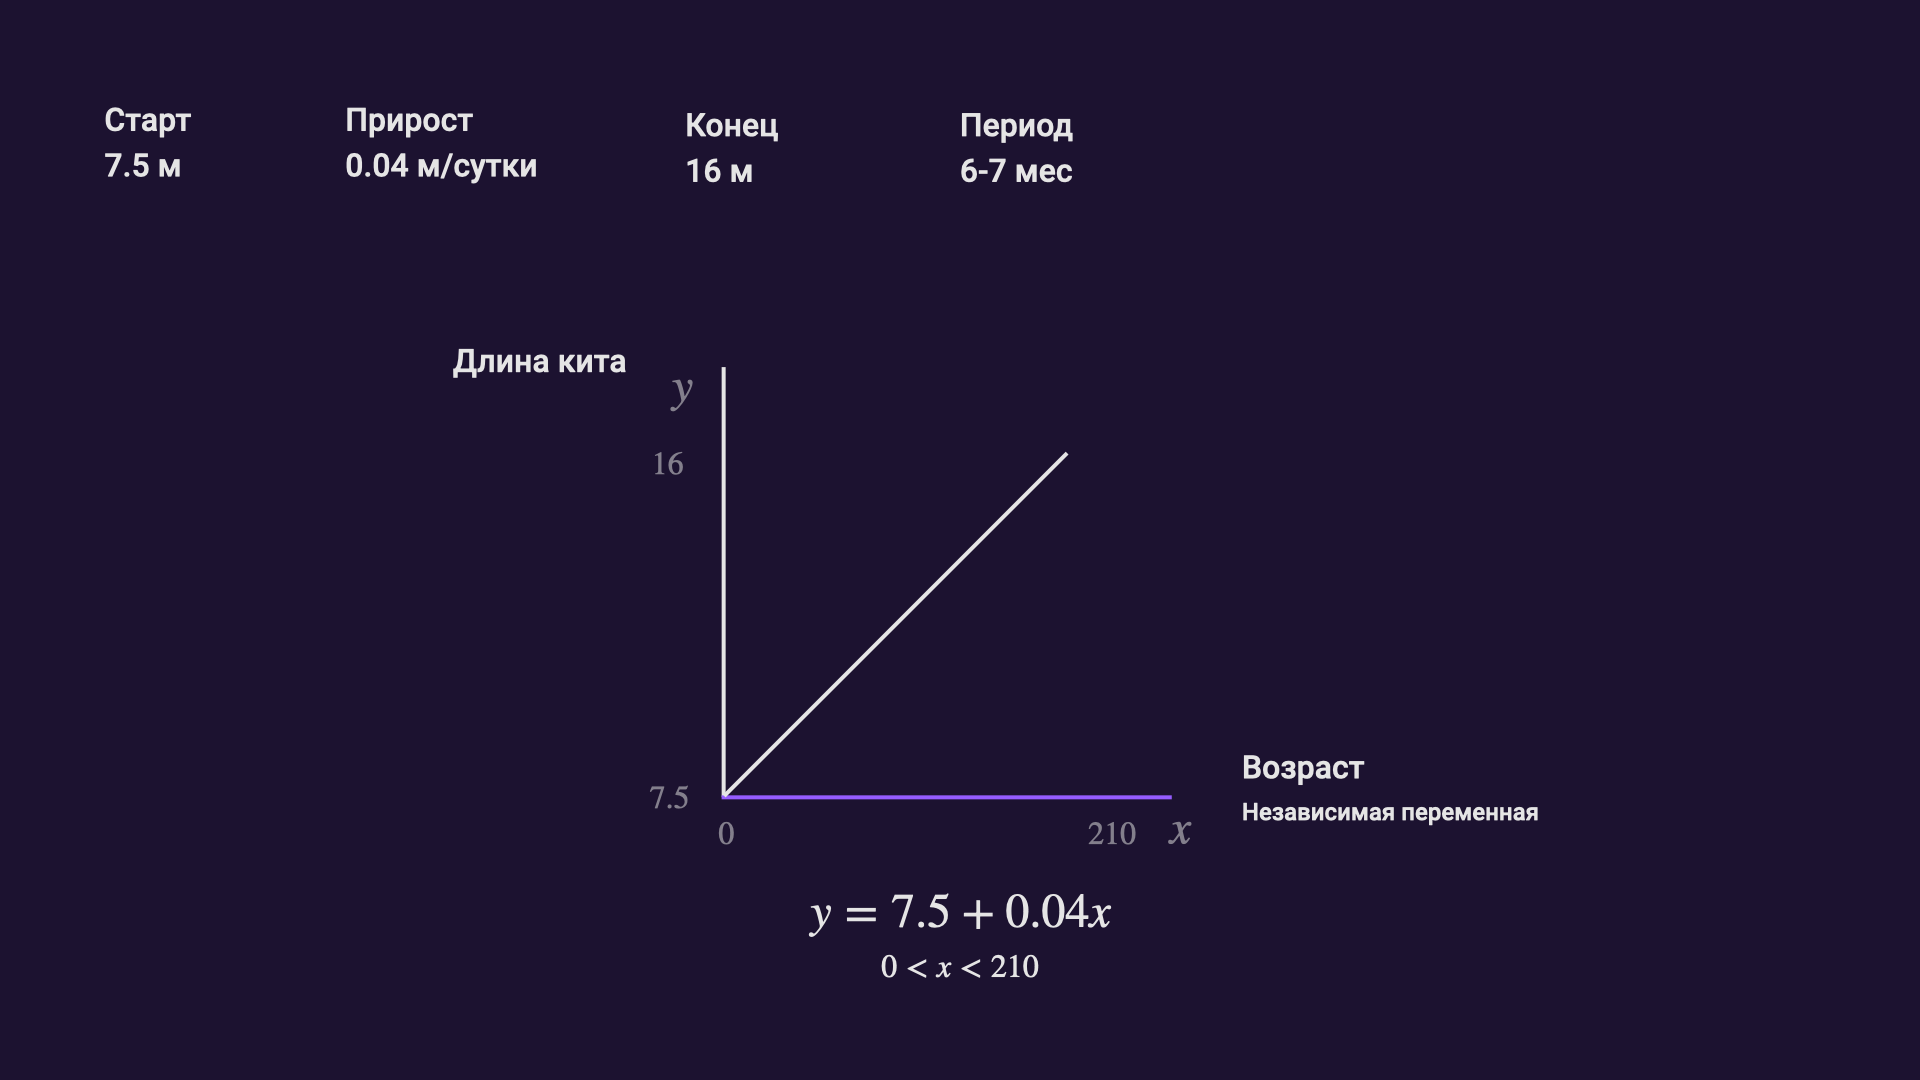 Старт
7.5 м
Прирост
0.04 м/сутки
Конец
16 м
Период
6-7 мес
Длина кита
y
16
7.5
0
210
x
Возраст
Независимая переменная
y = 7.5 + 0.04x
0 < x < 210